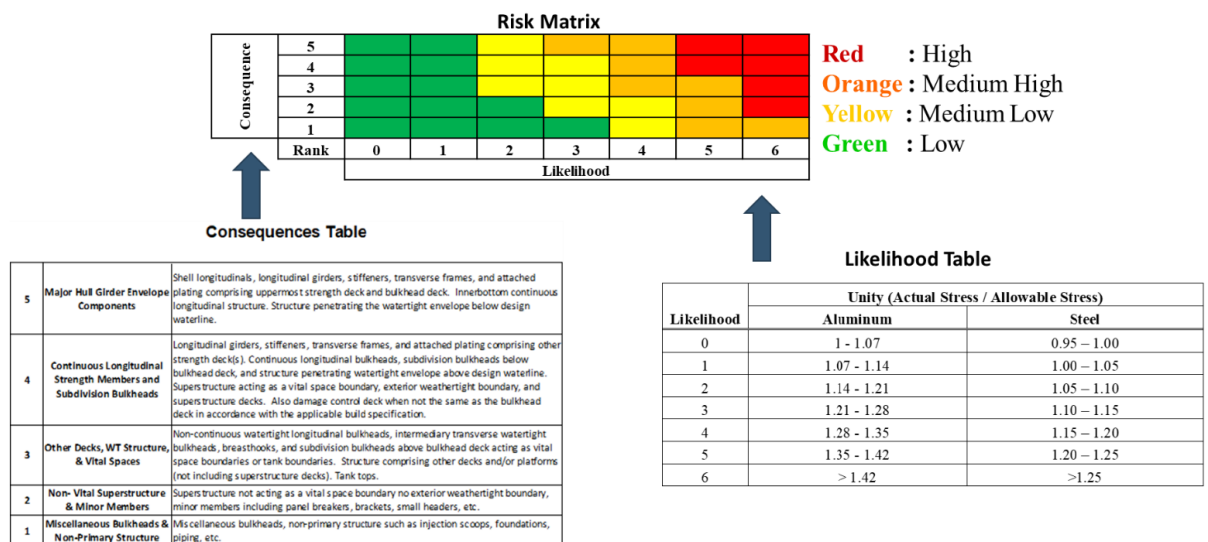 Risk Matrix
Consequence
5
4
3
2
1
Rank 0 1 2 3 4 5 6
Likelihood
Red : High
Orange : Medium High
Yellow : Medium Low
Green : Low
Consequences Table
5 Major Hull Girder Envelope Components
Shell longitudinals, longitudinal girders, stiffeners, transverse frames, and attached
plating comprising uppermost strength deck and bulkhead deck. Innerbottom continuous
longitudinal structure. Structure penetrating the watertight envelope below design
waterline.
4 Continuous Longitudinal Strength Members and Subdivision Bulkheads
Longitudinal girders, stiffeners, transverse frames, and attached plating comprising other
strength deck(s). Continuous longitudinal bulkheads, subdivision bulkheads below
bulkhead deck, and structure penetrating watertight envelope above design waterline.
Superstructure acting as a vital space boundary, exterior weathertight boundary, and
superstructure decks. Also damage control deck when not the same as the bulkhead
deck in accordance with the applicable build specification.
3 Other Decks, WT Structure, & Vital Spaces
Non-continuous watertight longitudinal bulkheads, intermediary transverse watertight
bulkheads, breasthooks, and subdivision bulkheads above bulkhead deck acting as vital
space boundaries or tank boundaries. Structure comprising other decks and/or platforms
(not including superstructure decks). Tank tops.
2 Non- Vital Superstructure & Minor Members
Superstructure not acting as a vital space boundary no exterior weathertight boundary,
minor members including panel breakers, brackets, small headers, etc.
1 Miscellaneous Bulkheads & Non-Primary Structure
Miscellaneous bulkheads, non-primary structure such as injection scoops, foundations,
piping, etc.
Likelihood Table
Unity (Actual Stress / Allowable Stress)
Likelihood Aluminum Steel
0 1 - 1.07 0.95 – 1.00
1 1.07 - 1.14 1.00 – 1.05
2 1.14 - 1.21 1.05 – 1.10
3 1.21 - 1.28 1.10 – 1.15
4 1.28 - 1.35 1.15 – 1.20
5 1.35 - 1.42 1.20 – 1.25
6 > 1.42 >1.25